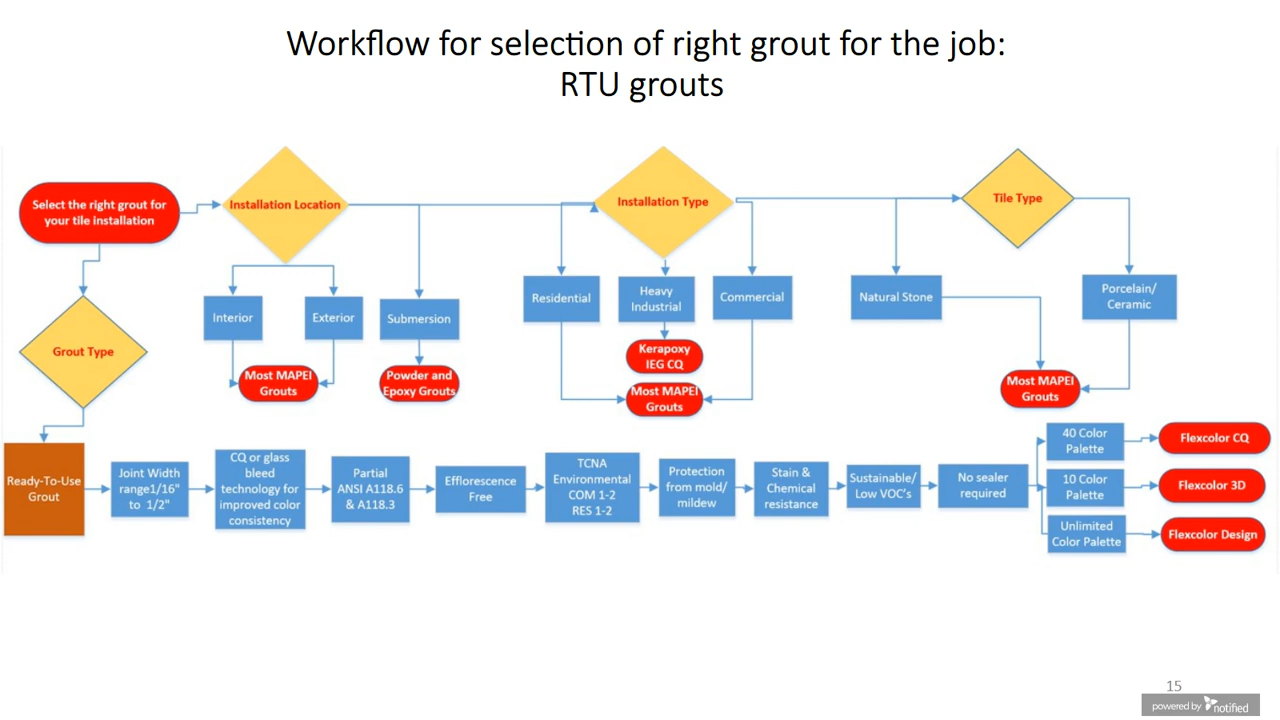 Workflow for selection of right grout for the job:
RTU grouts
Select the right grout for
your tile installation
Installation Location
Installation Type
Tile Type
Interior
Exterior
Submersion
Residential
Heavy
Industrial
Commercial
Natural Stone
Porcelain/
Ceramic
Grout Type
Most MAPEI
Grouts
Powder and
Epoxy Grouts
Kerapoxy
IEG CQ
Most MAPEI
Grouts
Most MAPEI
Grouts
Ready-To-Use
Grout
Joint Width
range1/16"
to 1/2"
CQ or glass
bleed
technology for
improved color
consistency
Partial
ANSI A118.6
& A118.3
Efflorescence
Free
TCNA
Environmental
COM 1-2
RES 1-2
Protection
from mold/
mildew
Stain &
Chemical
resistance
Sustainable/
Low VOC's
No sealer
required
40 Color
Palette
Flexcolor CQ
10 Color
Palette
Flexcolor 3D
Unlimited
Color Palette
Flexcolor Design
15
powered by notified